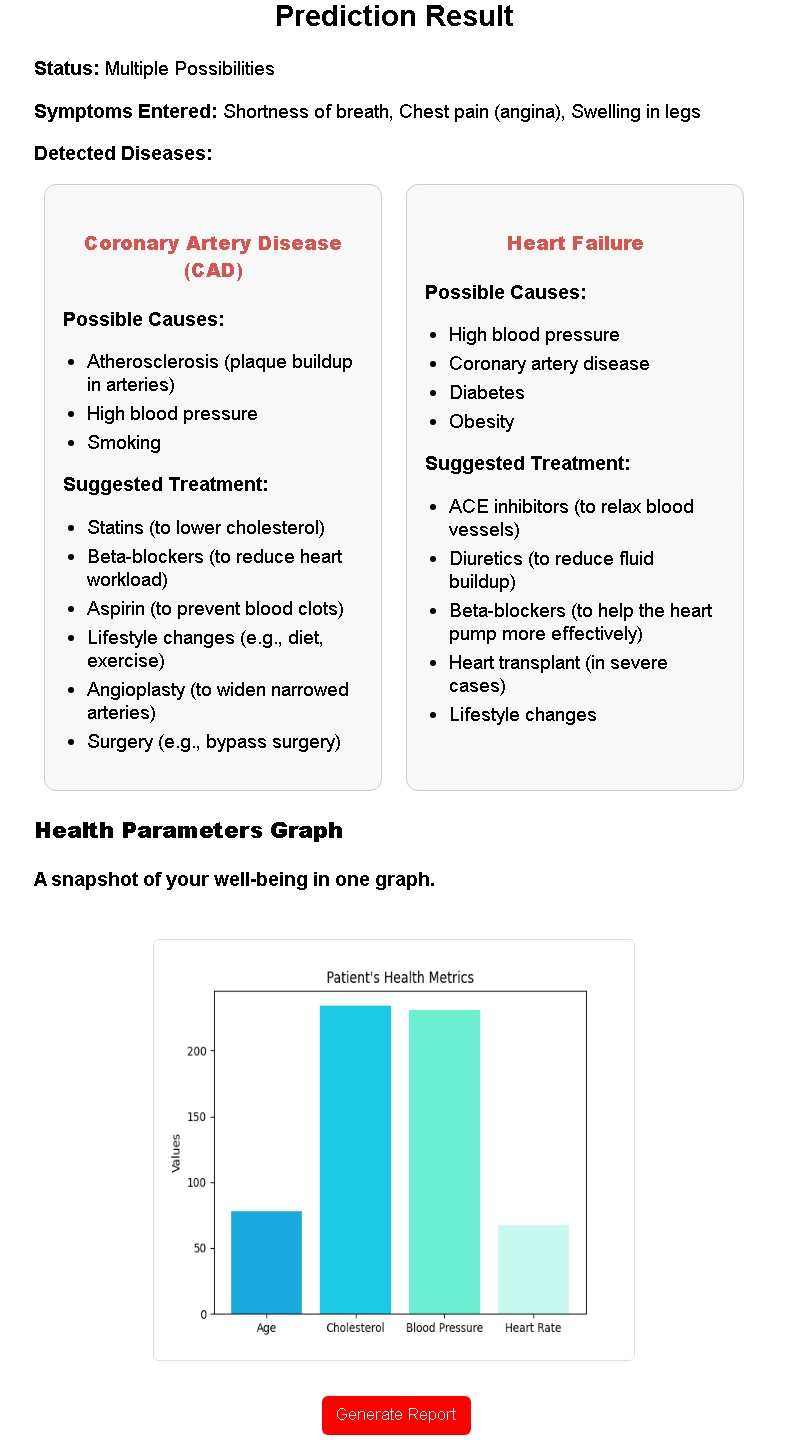 Prediction Result
Status: Multiple Possibilities
Symptoms Entered: Shortness of breath, Chest pain (angina), Swelling in legs
Detected Diseases:
Coronary Artery Disease
(CAD)
Possible Causes:
• Atherosclerosis (plaque buildup
in arteries)
• High blood pressure
• Smoking
Suggested Treatment:
• Statins (to lower cholesterol)
• Beta-blockers (to reduce heart
workload)
• Aspirin (to prevent blood clots)
• Lifestyle changes (e.g., diet,
exercise)
• Angioplasty (to widen narrowed
arteries)
• Surgery (e.g., bypass surgery)
Heart Failure
Possible Causes:
• High blood pressure
• Coronary artery disease
• Diabetes
• Obesity
Suggested Treatment:
• ACE inhibitors (to relax blood
vessels)
• Diuretics (to reduce fluid
buildup)
• Beta-blockers (to help the heart
pump more effectively)
• Heart transplant (in severe
cases)
• Lifestyle changes
Health Parameters Graph
A snapshot of your well-being in one graph.
Patient's Health Metrics
Values
200
150
100
50
0
Age Cholesterol Blood Pressure Heart Rate
Generate Report